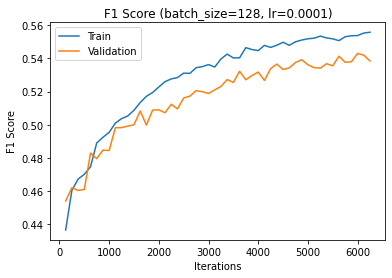 F1 Score (batch_size=128, lr=0.0001)
Train
Validation
F1 Score
0.56
0.54
0.52
0.50
0.48
0.46
0.44
0
1000
2000
3000
4000
5000
6000
Iterations